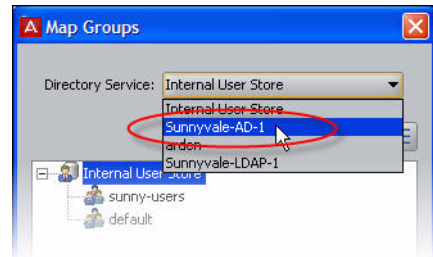 Map Groups
Directory Service: Internal User Store
Internal User Store
Sunnyvale-AD-1
arden
Sunnyvale-LDAP-1
Internal User Store
sunny-users
default